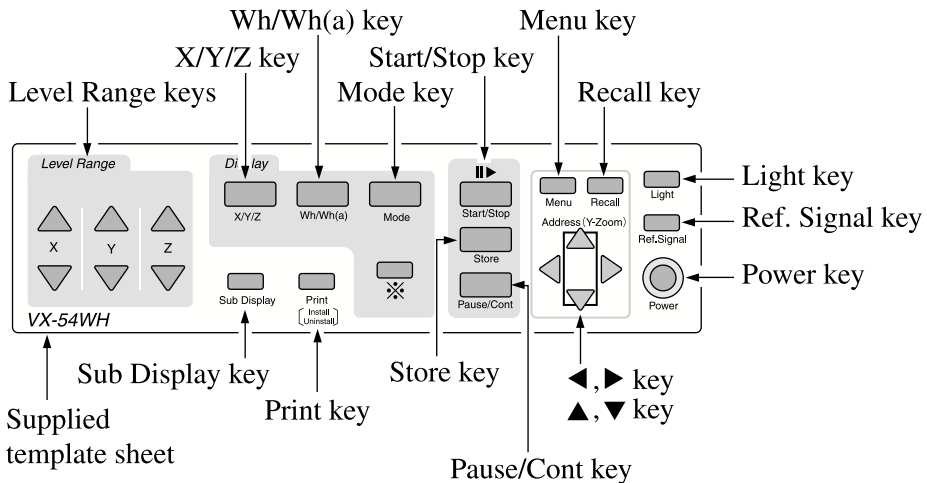 Wh/Wh(a) key
Menu key
X/Y/Z key
Start/Stop key
Level Range keys
Mode key
Recall key
Level Range
Display
X
Y
Z
X/Y/Z
Wh/Wh(a)
Mode
Start/Stop
Menu
Recall
Light
Light key
Address (Y-Zoom)
Ref.Signal
Ref. Signal key
Store
※
Sub Display
Print
Install
Uninstall
Pause/Cont
Power
Power key
VX-54WH
Sub Display key
Store key
◀ , ▶ key
▲ , ▼ key
Print key
Supplied
template sheet
Pause/Cont key